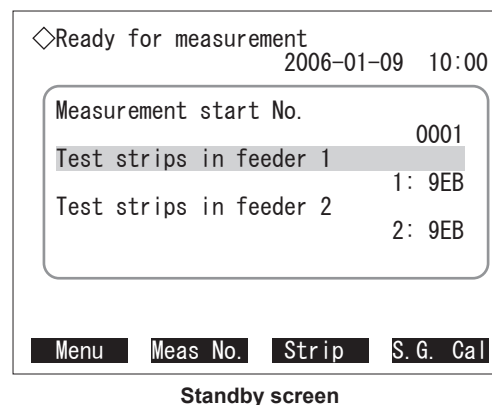 ◇Ready for measurement
2006-01-09 10:00
Measurement start No.
0001
Test strips in feeder 1
1: 9EB
Test strips in feeder 2
2: 9EB
Menu Meas No. Strip S.G. Cal
Standby screen